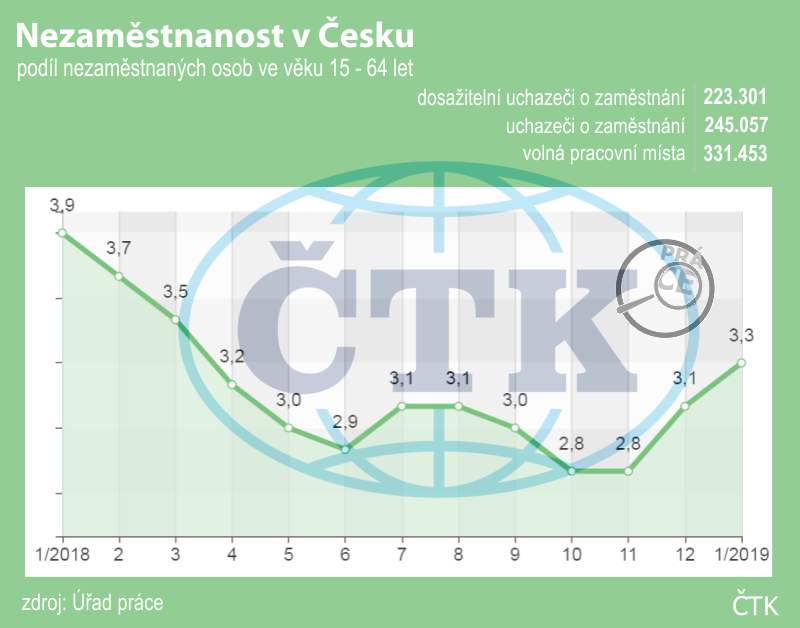 Nezaměstnanost v Česku
podíl nezaměstnaných osob ve věku 15 - 64 let
dosažitelní uchazeči o zaměstnání 223.301
uchazeči o zaměstnání 245.057
volná pracovní místa 331.453
3,9
3,7
3,5
3,2
3,0
2,9
3,1
3,1
3,0
2,8
2,8
3,1
3,3
ČTK
PRÁ
CE
1/2018 2 3 4 5 6 7 8 9 10 11 12 1/2019
zdroj: Úřad práce
ČTK